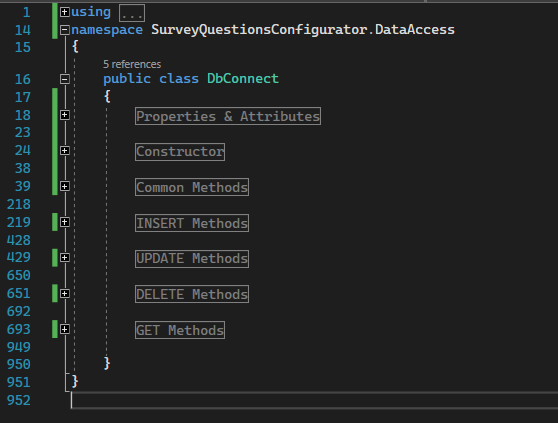 1 using ...
14 namespace SurveyQuestionsConfigurator.DataAccess
15 {
5 references
16 public class DbConnect
17 {
18 Properties & Attributes
23
24 Constructor
38
39 Common Methods
218
219 INSERT Methods
428
429 UPDATE Methods
650
651 DELETE Methods
692
693 GET Methods
949
950 }
951 }
952